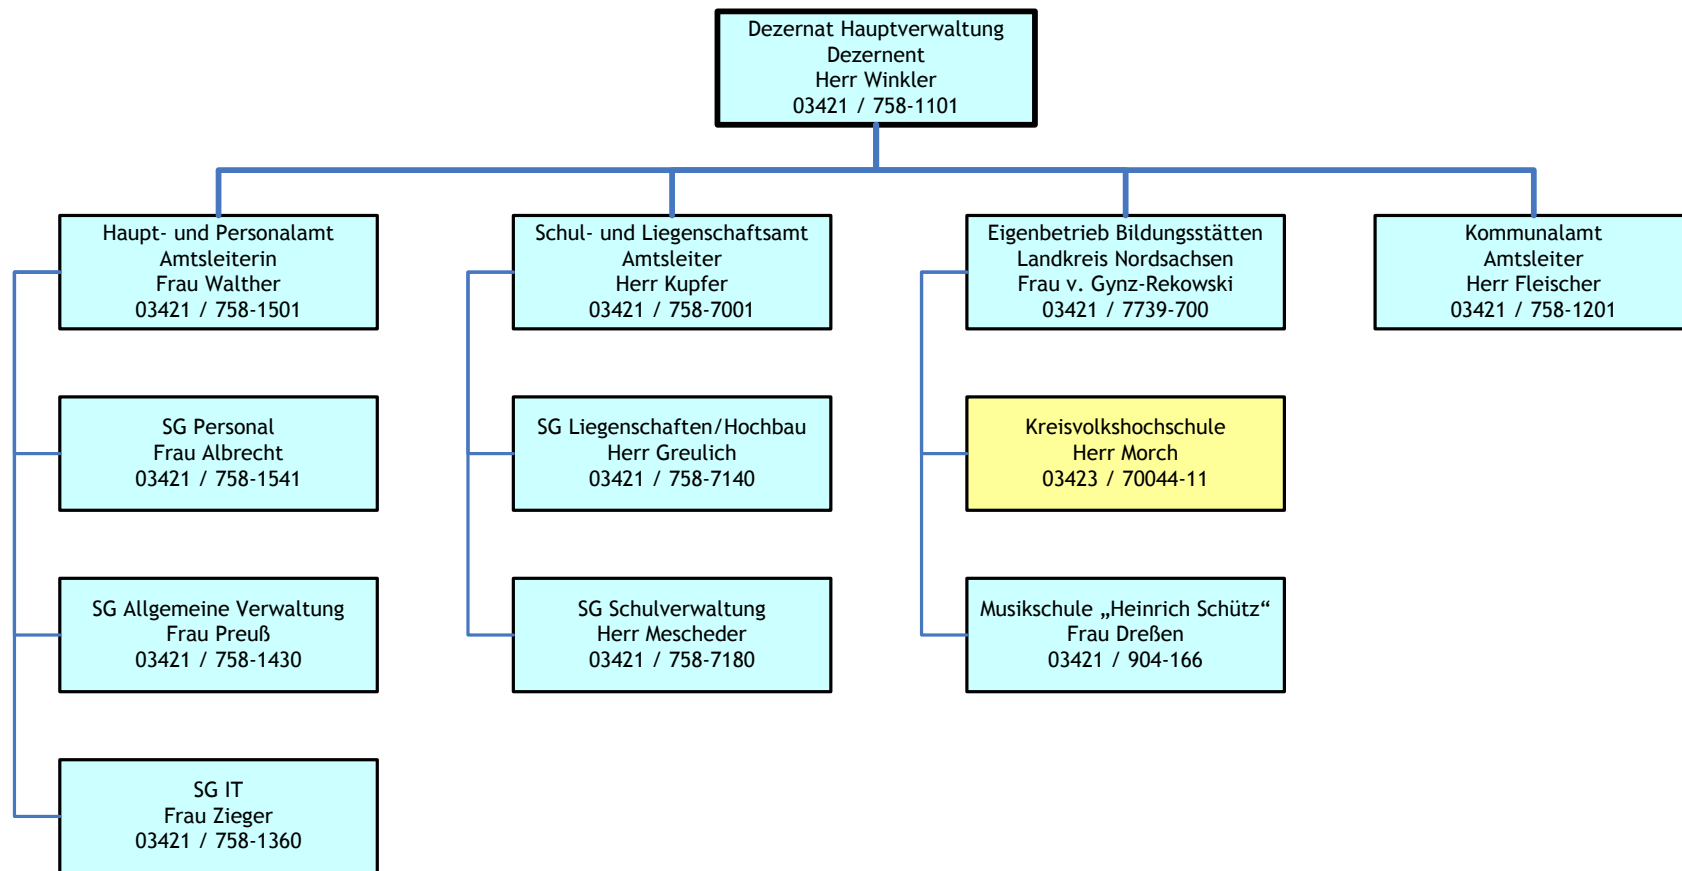 Dezernat Hauptverwaltung
Dezernent
Herr Winkler
03421 / 758-1101
Haupt- und Personalamt
Amtsleiterin
Frau Walther
03421 / 758-1501
Schul- und Liegenschaftsamt
Amtsleiter
Herr Kupfer
03421 / 758-7001
Eigenbetrieb Bildungsstätten
Landkreis Nordsachsen
Frau v. Gynz-Rekowski
03421 / 7739-700
Kommunalamt
Amtsleiter
Herr Fleischer
03421 / 758-1201
SG Personal
Frau Albrecht
03421 / 758-1541
SG Liegenschaften/Hochbau
Herr Greulich
03421 / 758-7140
Kreisvolkshochschule
Herr Morch
03423 / 70044-11
SG Allgemeine Verwaltung
Frau Preuß
03421 / 758-1430
SG Schulverwaltung
Herr Mescheder
03421 / 758-7180
Musikschule „Heinrich Schütz“
Frau Dreßen
03421 / 904-166
SG IT
Frau Zieger
03421 / 758-1360